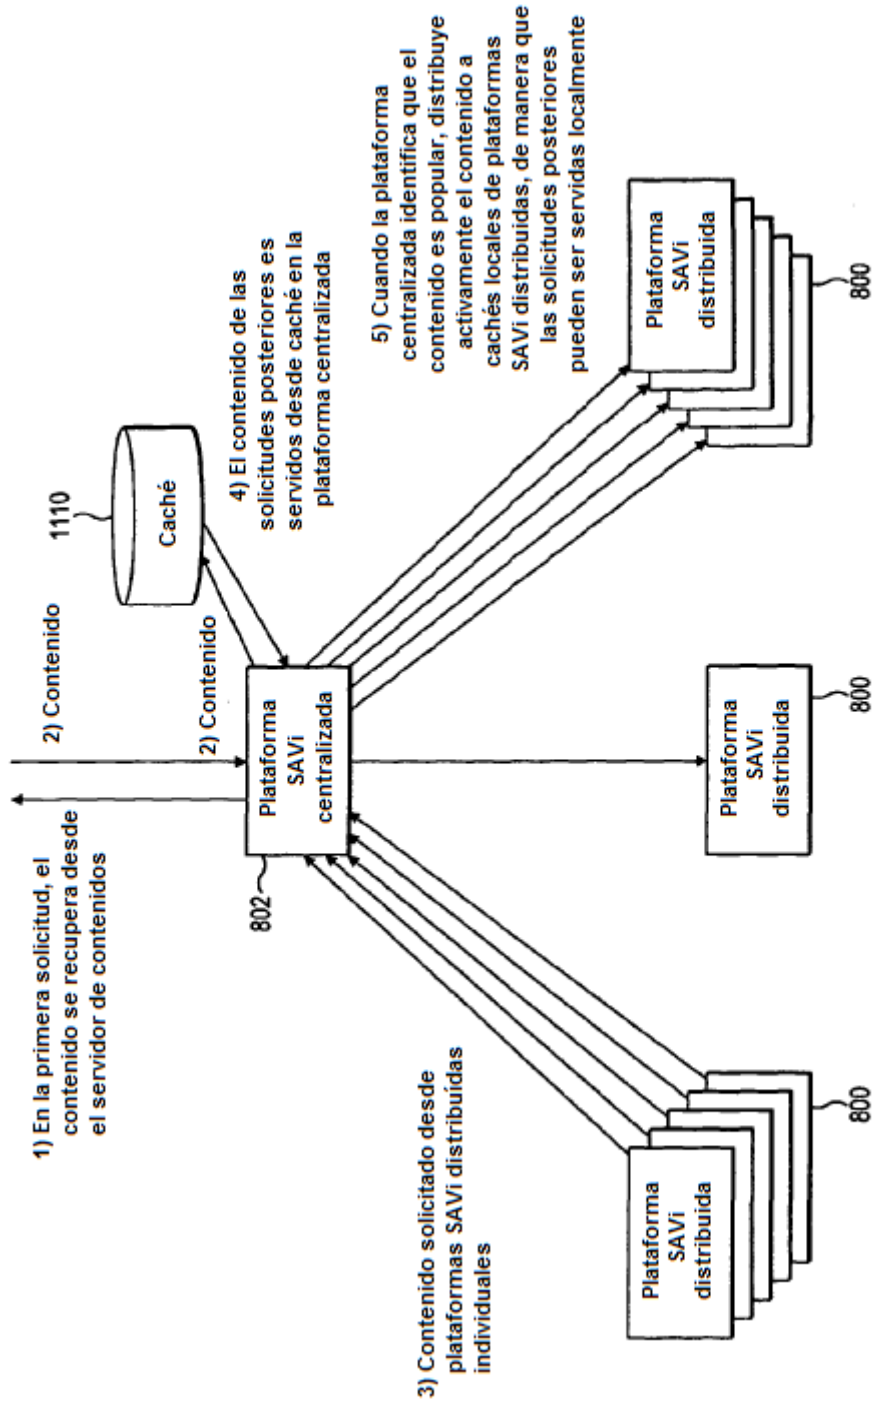 1) En la primera solicitud, el
contenido se recupera desde
el servidor de contenidos
2) Contenido
2) Contenido
1110
Caché
802
Plataforma
SAVi
centralizada
4) El contenido de las
solicitudes posteriores es
servidos desde caché en la
plataforma centralizada
3) Contenido solicitado desde
plataformas SAVi distribuídas
individuales
5) Cuando la plataforma
centralizada identifica que el
contenido es popular, distribuye
activamente el contenido a
cachés locales de plataformas
SAVi distribuidas, de manera que
las solicitudes posteriores
pueden ser servidas localmente
Plataforma
SAVi
distribuida
800
Plataforma
SAVi
distribuida
800
Plataforma
SAVi
distribuida
800